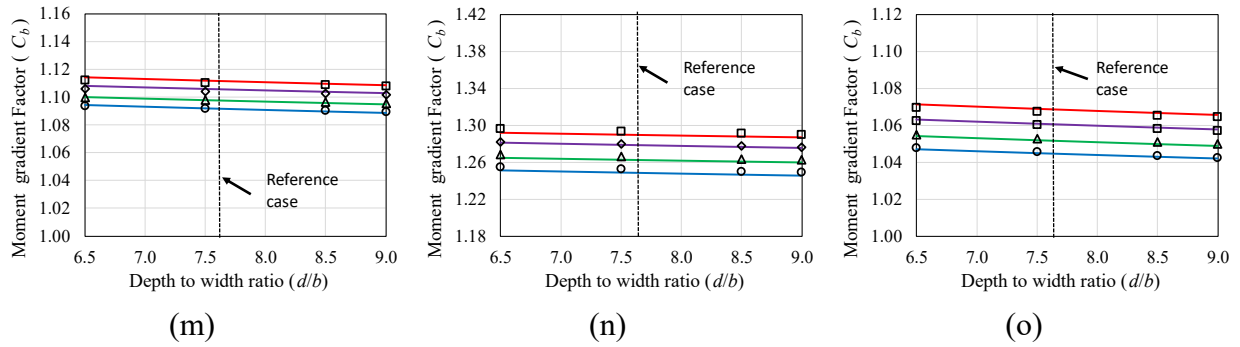 Moment gradient Factor ( Cb)
1.16
1.14
1.12
1.10
1.08
1.06
1.04
1.02
1.00
Reference
case
6.5 7.0 7.5 8.0 8.5 9.0
Depth to width ratio (d/b)
(m)
Moment gradient Factor ( Cb)
1.42
1.38
1.34
1.30
1.26
1.22
1.18
Reference
case
6.5 7.0 7.5 8.0 8.5 9.0
Depth to width ratio (d/b)
(n)
Moment gradient Factor ( Cb)
1.12
1.10
1.08
1.06
1.04
1.02
1.00
Reference
case
6.5 7.0 7.5 8.0 8.5 9.0
Depth to width ratio (d/b)
(o)